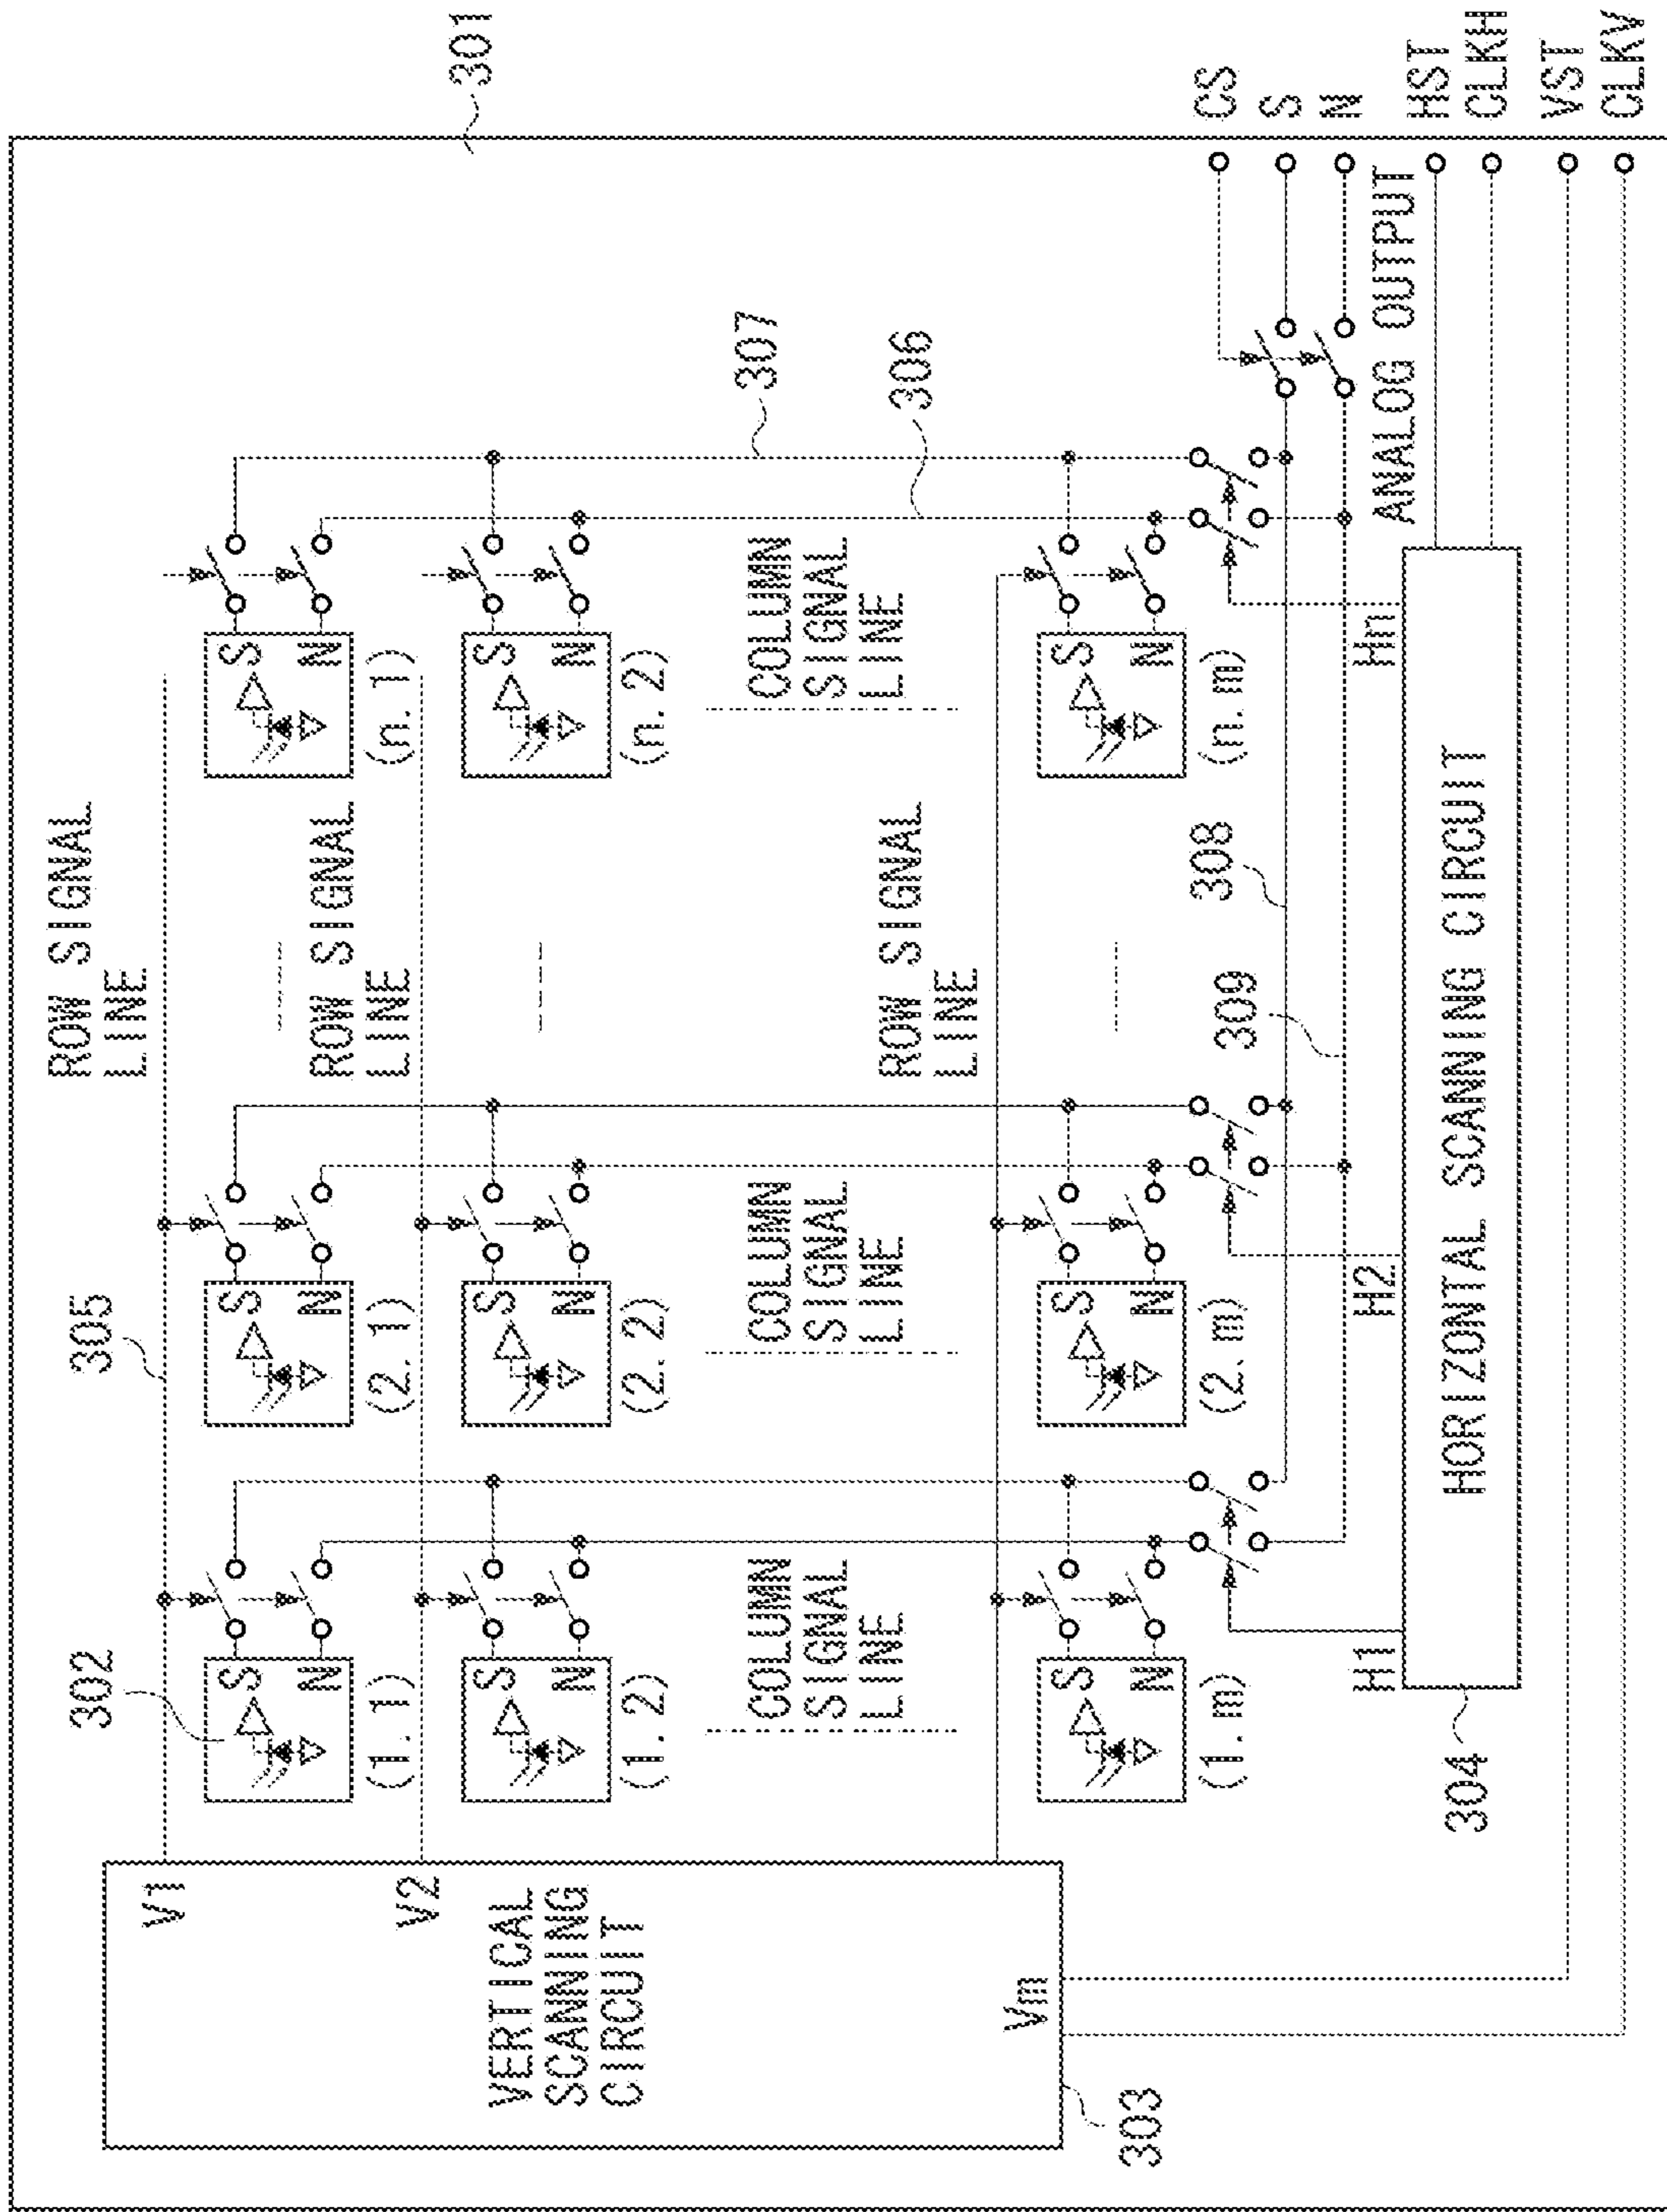 301
ROW SIGNAL
LINE
305
302
V1
S
N
(1. 1)
S
N
(2. 1)
S
N
(n. 1)
ROW SIGNAL
LINE
V2
S
N
(1. 2)
S
N
(2. 2)
S
N
(n. 2)
VERTICAL
SCANNING
CIRCUIT
COLUMN
SIGNAL
LINE
COLUMN
SIGNAL
LINE
COLUMN
SIGNAL
LINE
307
306
ROW SIGNAL
LINE
Vm
303
S
N
(1. m)
S
N
(2. m)
S
N
(n. m)
308
309
CS
S
N
ANALOG OUTPUT
H1
H2
Hn
HST
CLKH
HORIZONTAL SCANNING CIRCUIT
304
VST
CLKV